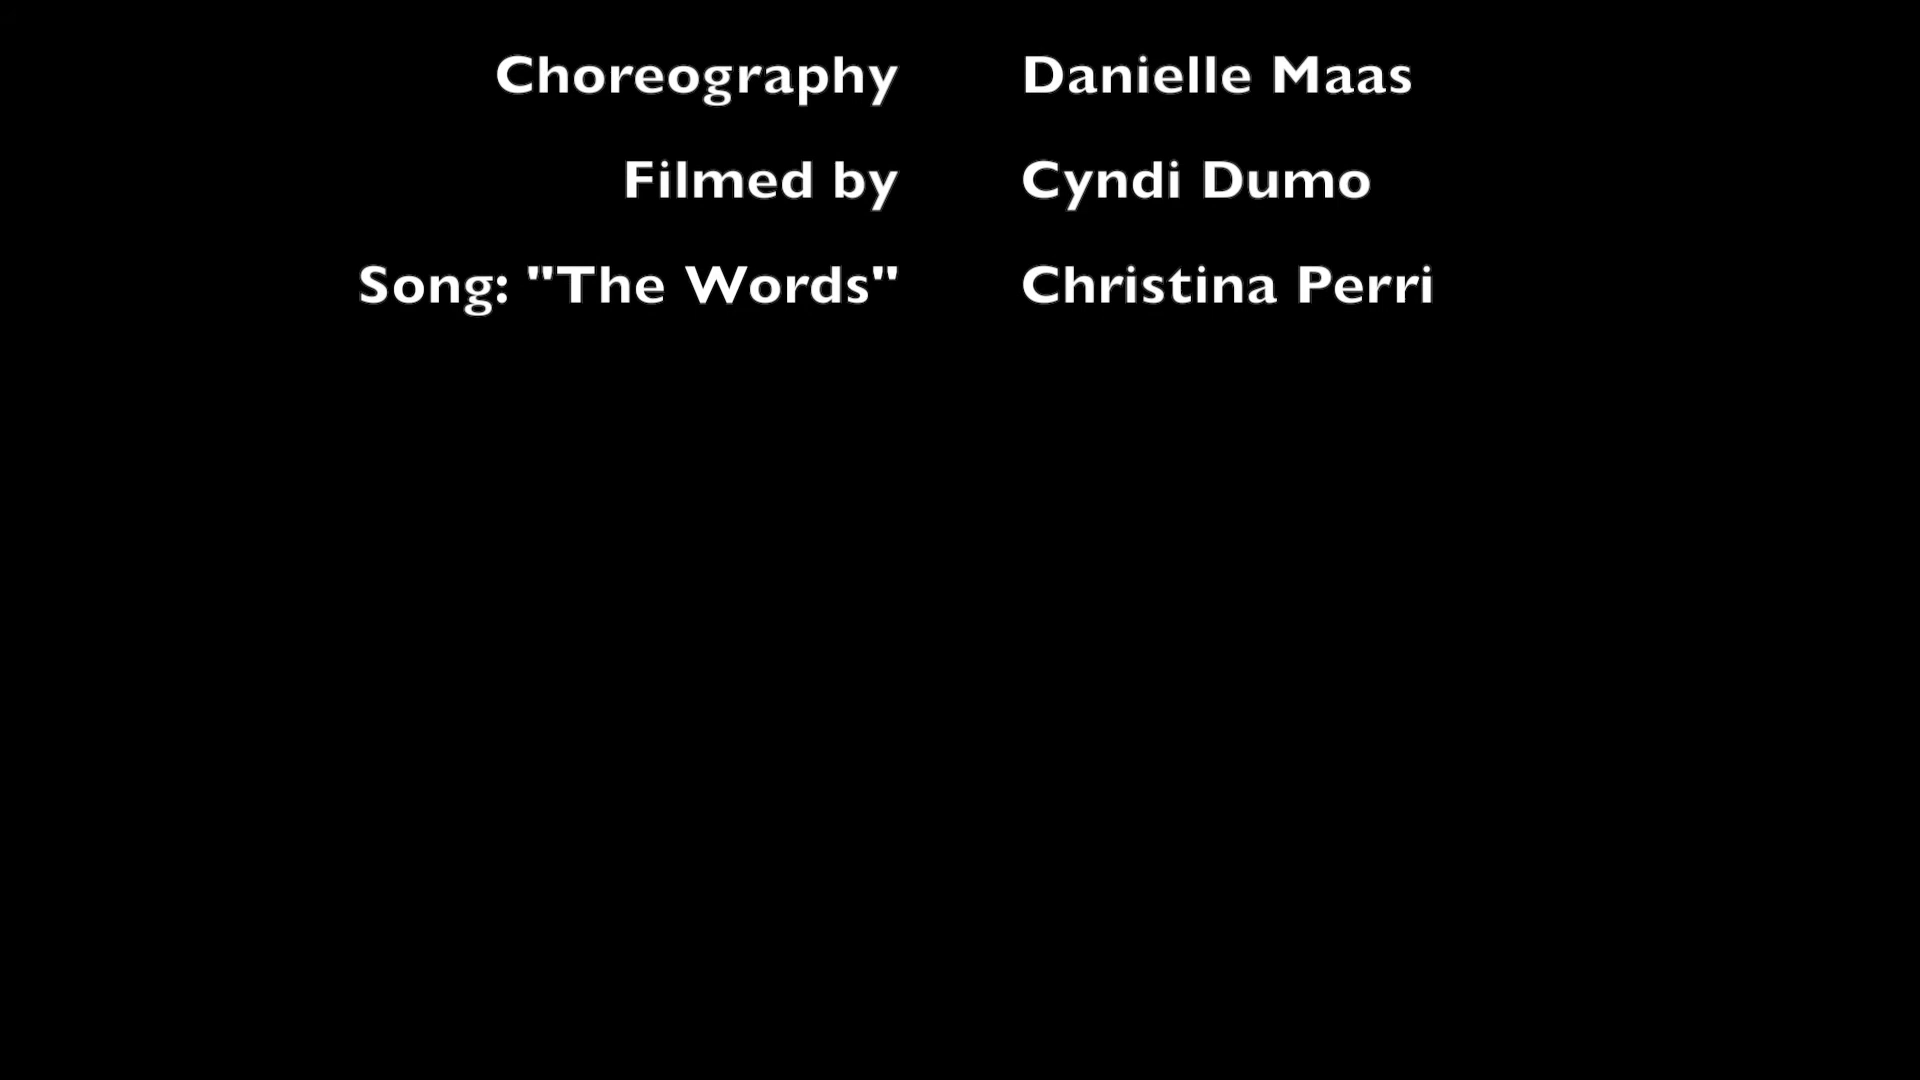 Choreography Danielle Maas
Filmed by Cyndi Dumo
Song: "The Words" Christina Perri